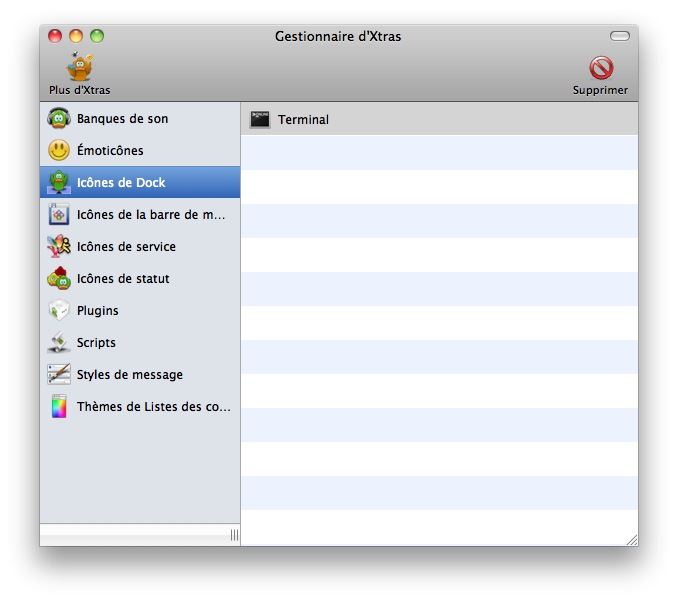 Gestionnaire d'Xtras
Plus d'Xtras
Supprimer
Banques de son
Émoticônes
Icônes de Dock
Icônes de la barre de m...
Icônes de service
Icônes de statut
Plugins
Scripts
Styles de message
Thèmes de Listes des co...
Terminal